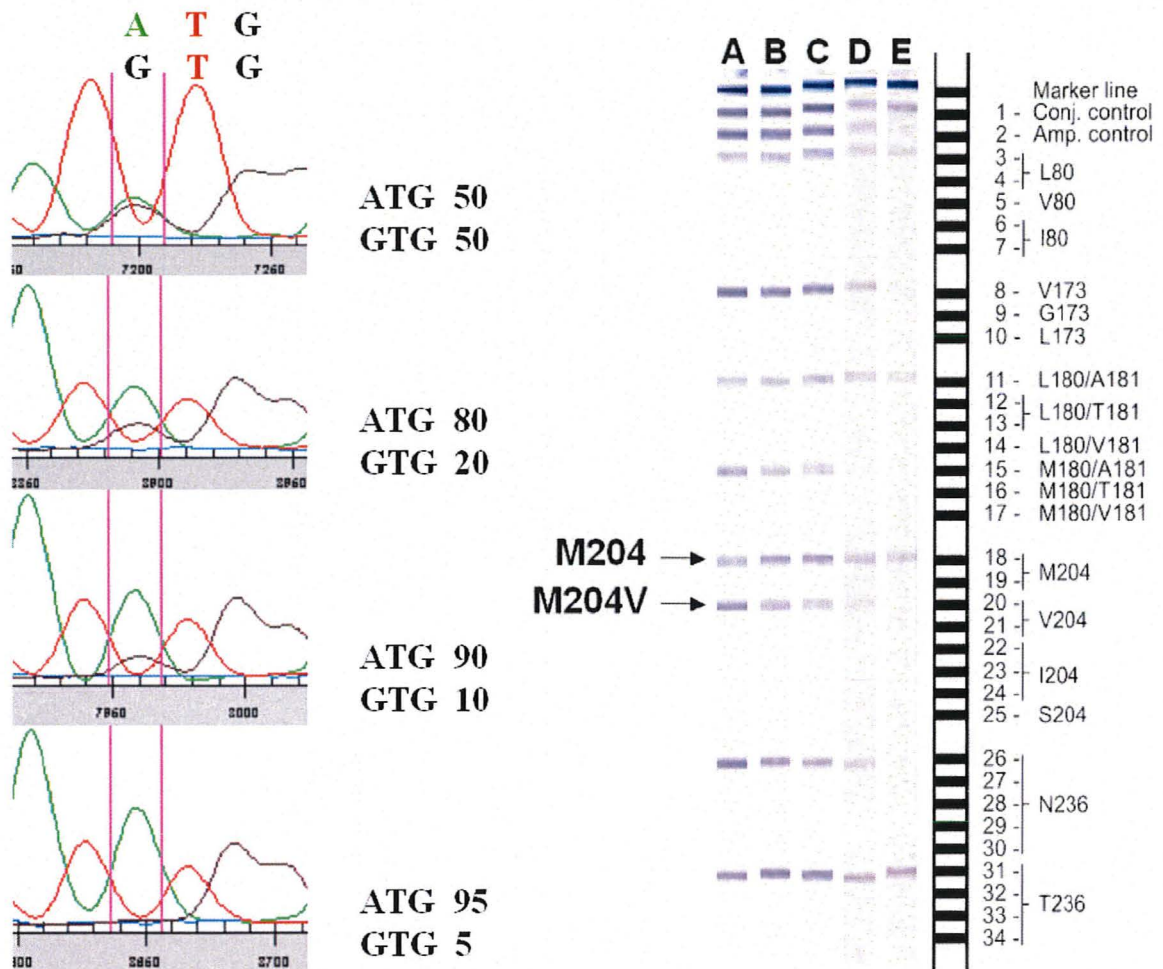 A T G
G T G
ATG 50
GTG 50
7200 7260
ATG 80
GTG 20
ATG 90
GTG 10
7960
ATG 95
GTG 5
A B C D E
Marker line
1 - Conj. control
2 - Amp. control
3 -
L80
4 -
5 - V80
6 -
I80
7 -
8 - V173
9 - G173
10 - L173
11 - L180/A181
12 -
L180/T181
13 -
14 - L180/V181
15 - M180/A181
16 - M180/T181
17 - M180/V181
M204
18 -
M204
19 -
M204V
20 -
V204
21 -
22 -
23 - I204
24 -
25 - S204
26 -
27 -
28 - N236
29 -
30 -
31 -
32 -
T236
33 -
34 -